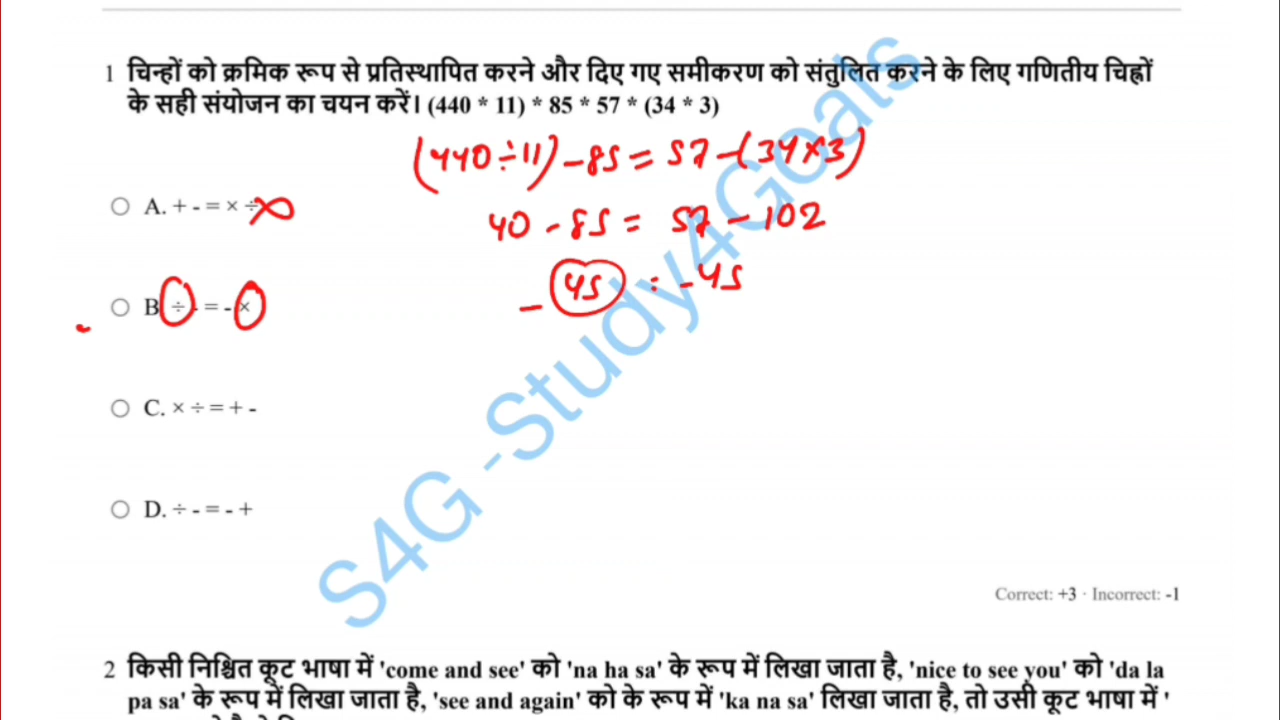 1 चिन्हों को क्रमिक रूप से प्रतिस्थापित करने और दिए गए समीकरण को संतुलित करने के लिए गणितीय चिह्नों
के सही संयोजन का चयन करें। (440 * 11) * 85 * 57 * (34 * 3)
(440÷11)-85=57-(34×3)
A. + - = × ÷
40-85 = 57-102
-45 = -45
B ÷ - = - ×
C. × ÷ = + -
D. ÷ - = - +
S4G -Study4Goals
Correct: +3 · Incorrect: -1
2 किसी निश्चित कूट भाषा में 'come and see' को 'na ha sa' के रूप में लिखा जाता है, 'nice to see you' को 'da la
pa sa' के रूप में लिखा जाता है, 'see and again' को के रूप में 'ka na sa' लिखा जाता है, तो उसी कूट भाषा में '